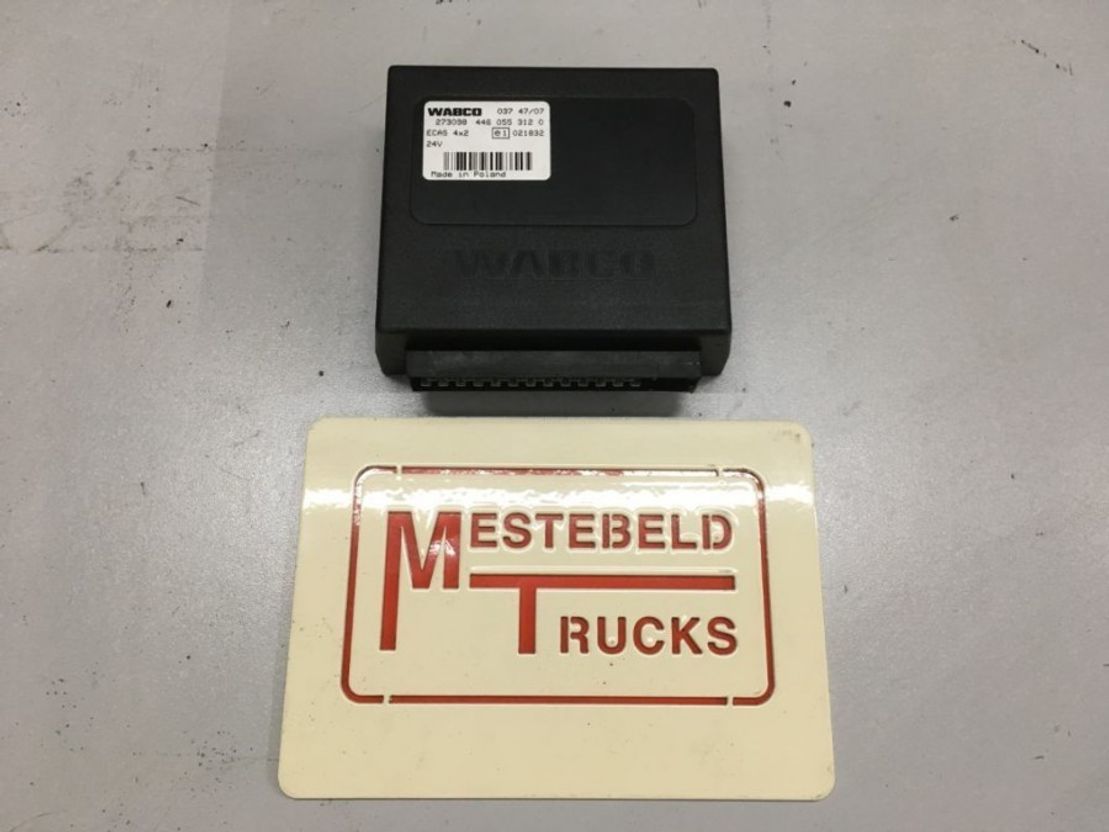 WABCO 037 47/07
273098 446 055 312 0
ECAS 4x2 e1 021832
24V
Made in Poland
WABCO
MESTEBELD
TRUCKS